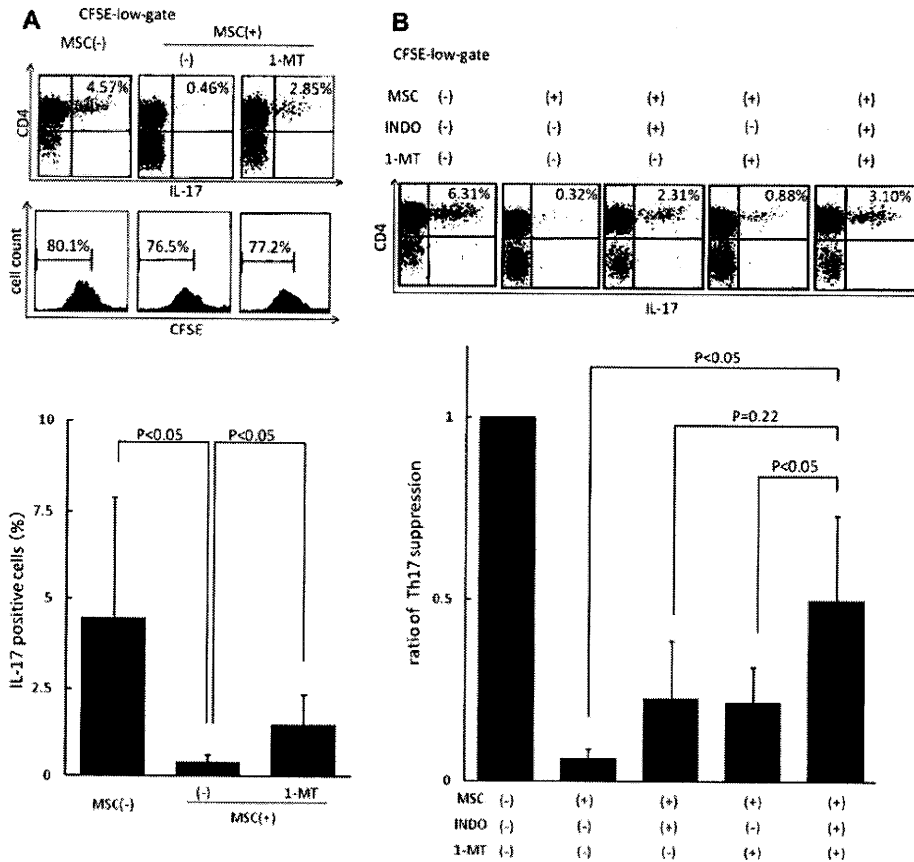 A
CFSE-low-gate
MSC(-)
MSC(+)
(-)
1-MT
4.57%
0.46%
2.85%
CD4
IL-17
80.1%
76.5%
77.2%
cell count
CFSE
IL-17 positive cells (%)
10
7.5
5
2.5
0
P<0.05
P<0.05
MSC(-)
(-)
1-MT
MSC(+)
B
CFSE-low-gate
MSC (-) (+) (+) (+) (+)
INDO (-) (-) (+) (-) (+)
1-MT (-) (-) (-) (+) (+)
6.31%
0.32%
2.31%
0.88%
3.10%
CD4
IL-17
ratio of Th17 suppression
1
0.5
0
P<0.05
P=0.22
P<0.05
MSC (-) (+) (+) (+) (+)
INDO (-) (-) (+) (-) (+)
1-MT (-) (-) (-) (+) (+)